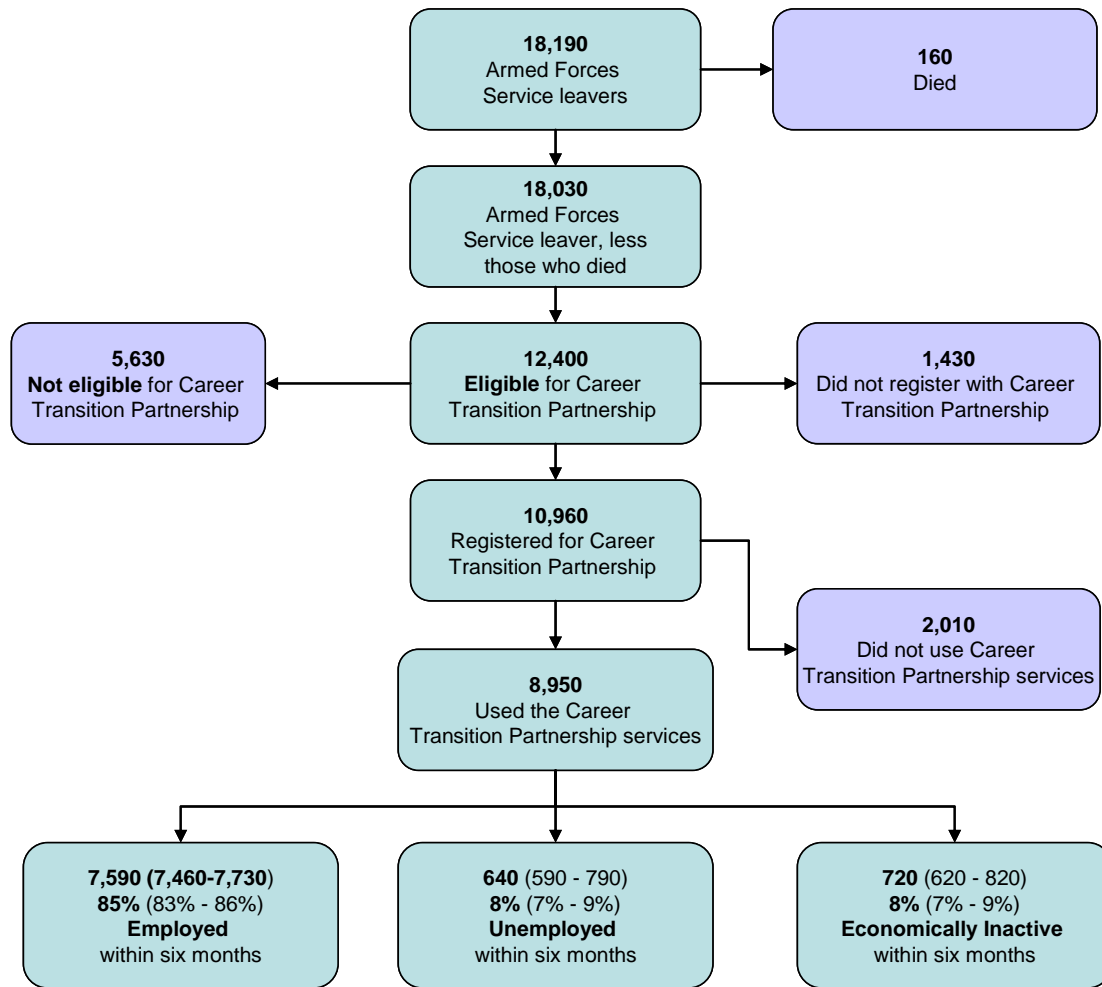 18,190
Armed Forces
Service leavers
160
Died
18,030
Armed Forces
Service leaver, less
those who died
5,630
Not eligible for Career
Transition Partnership
12,400
Eligible for Career
Transition Partnership
1,430
Did not register with Career
Transition Partnership
10,960
Registered for Career
Transition Partnership
2,010
Did not use Career
Transition Partnership services
8,950
Used the Career
Transition Partnership services
7,590 (7,460-7,730)
85% (83% - 86%)
Employed
within six months
640 (590 - 790)
8% (7% - 9%)
Unemployed
within six months
720 (620 - 820)
8% (7% - 9%)
Economically Inactive
within six months